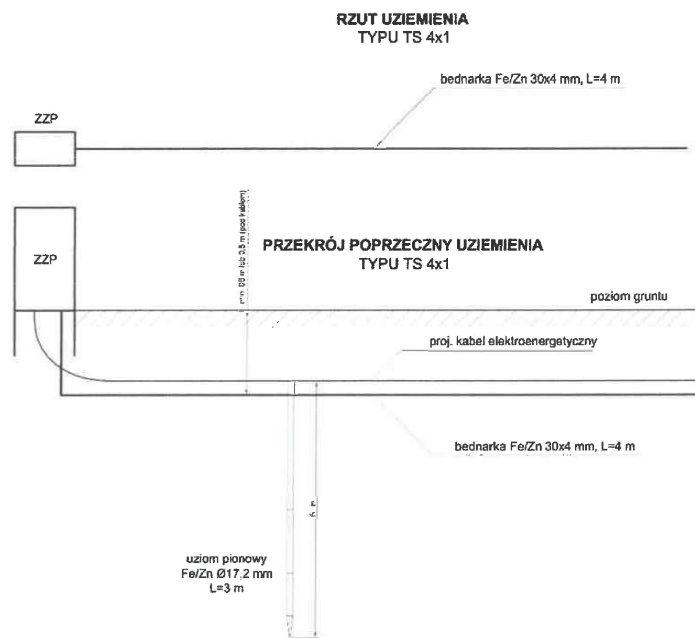 RZUT UZIEMIENIA
TYPU TS 4x1
bednarka Fe/Zn 30x4 mm, L=4 m
ZZP
ZZP
PRZEKRÓJ POPRZECZNY UZIEMIENIA
TYPU TS 4x1
poziom gruntu
proj. kabel elektroenergetyczny
bednarka Fe/Zn 30x4 mm, L=4 m
uziom pionowy
Fe/Zn Ø17,2 mm
L=3 m